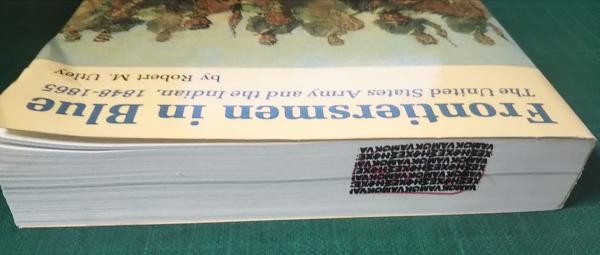 Frontiersmen in Blue
The United States Army and the Indian, 1848-1865
by Robert M. Utley